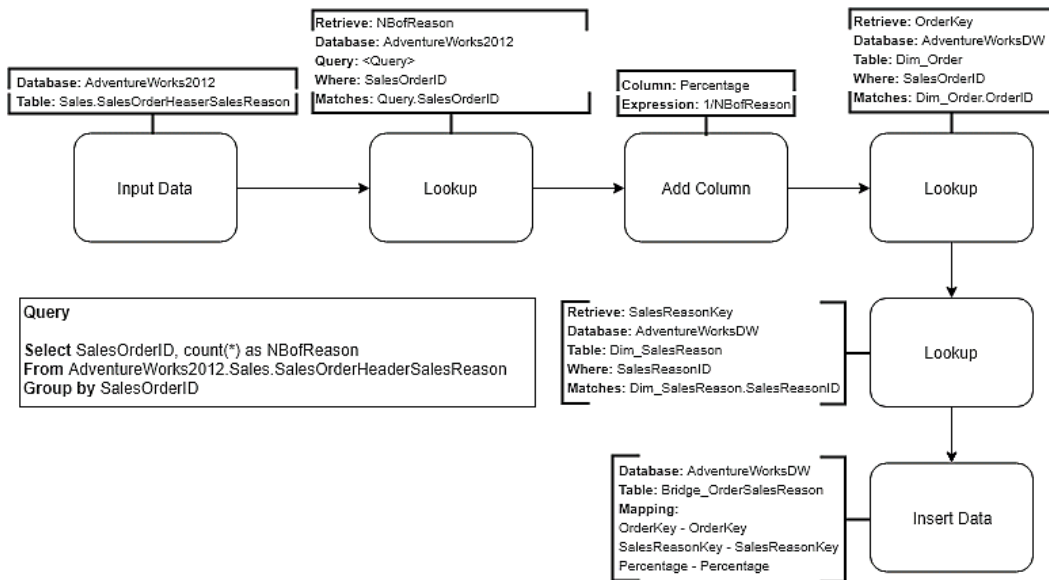 Database: AdventureWorks2012
Table: Sales.SalesOrderHeaserSalesReason
Input Data
Retrieve: NBofReason
Database: AdventureWorks2012
Query: <Query>
Where: SalesOrderID
Matches: Query.SalesOrderID
Lookup
Column: Percentage
Expression: 1/NBofReason
Add Column
Retrieve: OrderKey
Database: AdventureWorksDW
Table: Dim_Order
Where: SalesOrderID
Matches: Dim_Order.OrderID
Lookup
Query
Select SalesOrderID, count(*) as NBofReason
From AdventureWorks2012.Sales.SalesOrderHeaderSalesReason
Group by SalesOrderID
Retrieve: SalesReasonKey
Database: AdventureWorksDW
Table: Dim_SalesReason
Where: SalesReasonID
Matches: Dim_SalesReason.SalesReasonID
Lookup
Database: AdventureWorksDW
Table: Bridge_OrderSalesReason
Mapping:
OrderKey - OrderKey
SalesReasonKey - SalesReasonKey
Percentage - Percentage
Insert Data